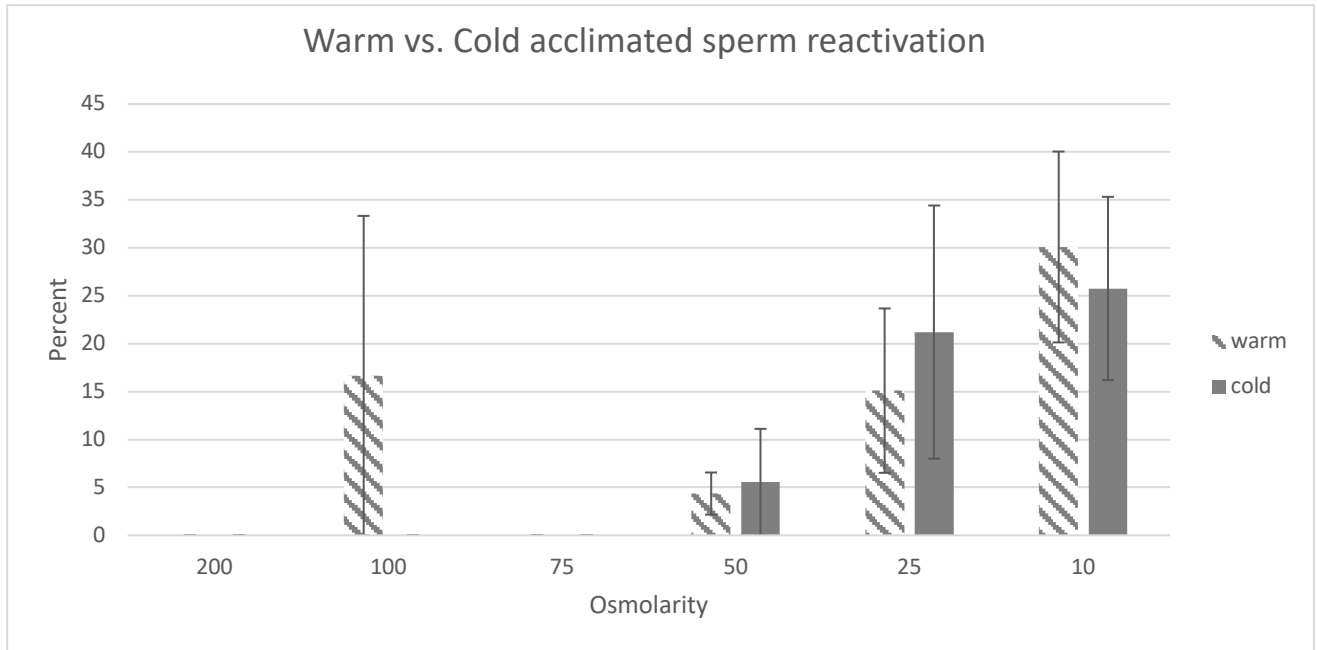 Warm vs. Cold acclimated sperm reactivation
45
40
35
30
25
20
15
10
5
0
Percent
200 100 75 50 25 10
Osmolarity
warm
cold